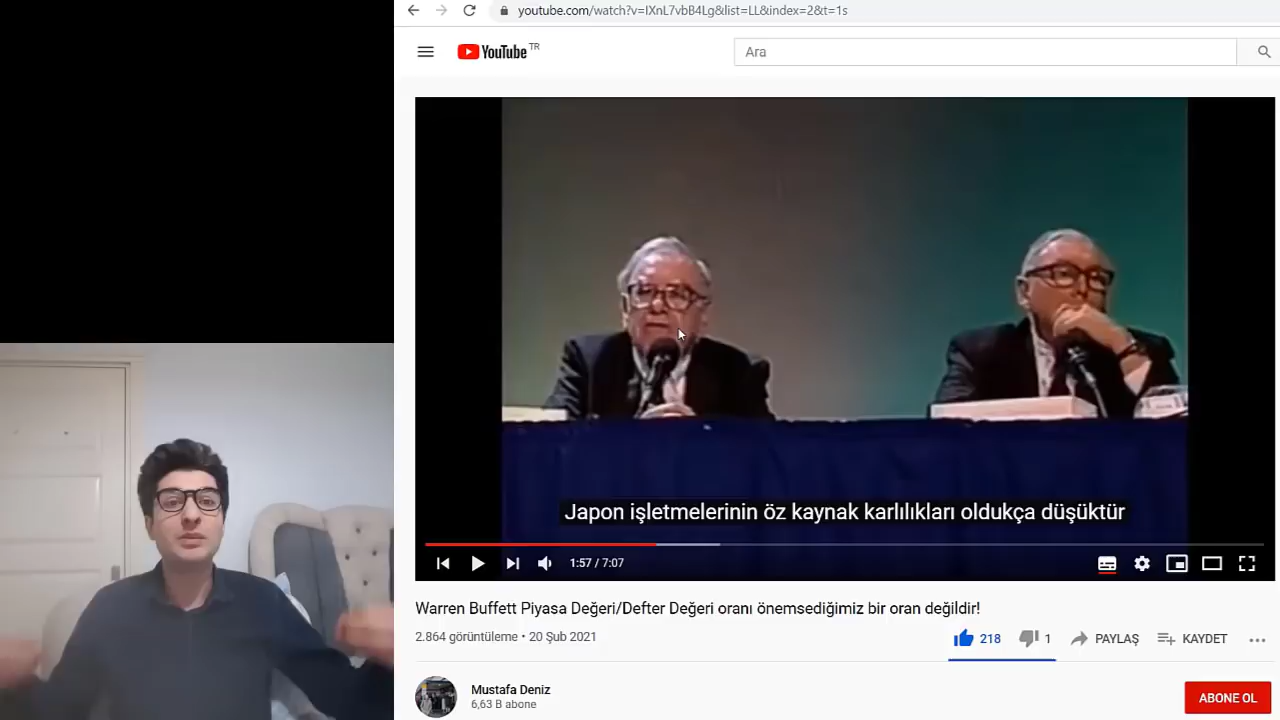 youtube.com/watch?v=IXnL7vbB4Lg&list=LL&index=2&t=1s
YouTube TR
Ara
Japon işletmelerinin öz kaynak karlılıkları oldukça düşüktür
1:57 / 7:07
Warren Buffett Piyasa Değeri/Defter Değeri oranı önemsediğimiz bir oran değildir!
2.864 görüntüleme • 20 Şub 2021
218
1
PAYLAŞ
KAYDET
Mustafa Deniz
6,63 B abone
ABONE OL